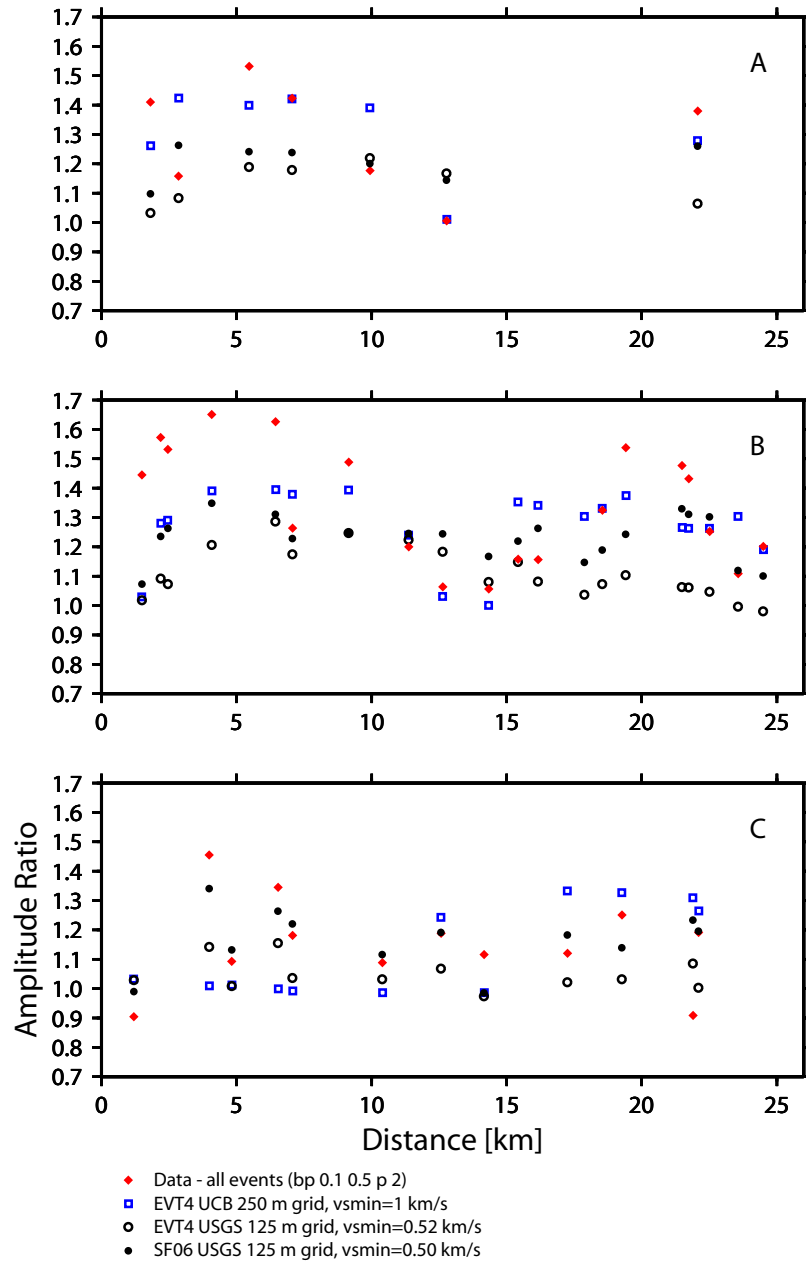 1.7
1.6
1.5
1.4
1.3
1.2
1.1
1.0
0.9
0.8
0.7
A
0 5 10 15 20 25
1.7
1.6
1.5
1.4
1.3
1.2
1.1
1.0
0.9
0.8
0.7
B
0 5 10 15 20 25
1.7
1.6
1.5
1.4
1.3
1.2
1.1
1.0
0.9
0.8
0.7
C
Amplitude Ratio
0 5 10 15 20 25
Distance [km]
Data - all events (bp 0.1 0.5 p 2)
EVT4 UCB 250 m grid, vsmin=1 km/s
EVT4 USGS 125 m grid, vsmin=0.52 km/s
SF06 USGS 125 m grid, vsmin=0.50 km/s